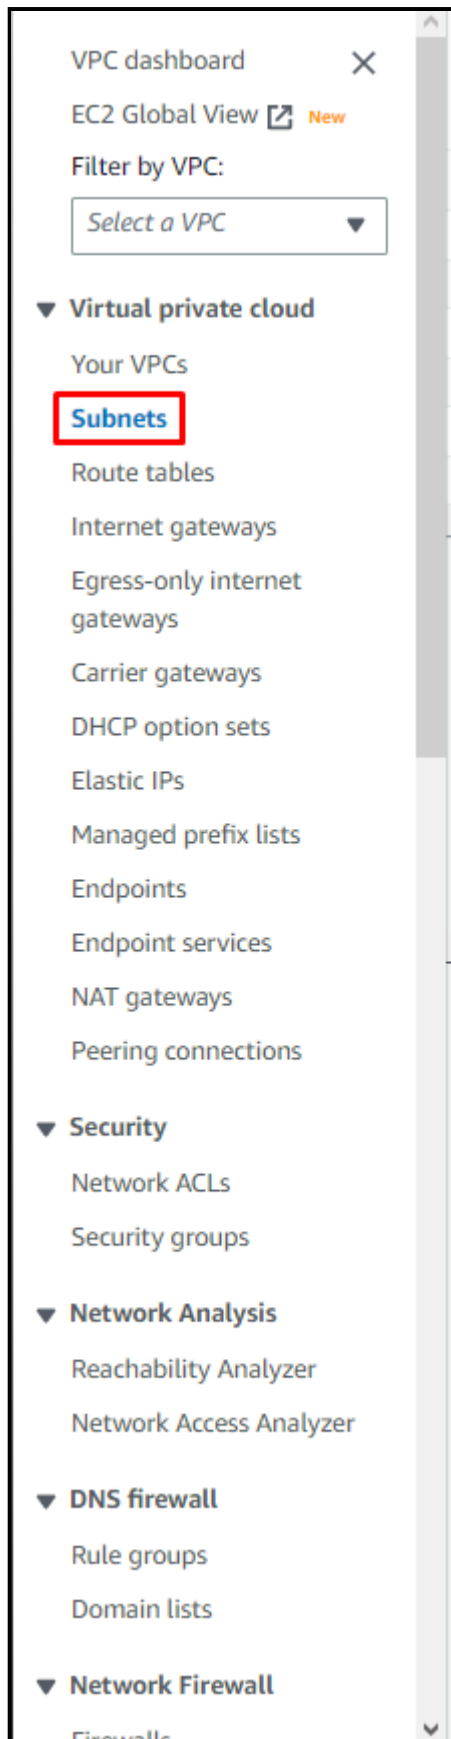 VPC dashboard
EC2 Global View New
Filter by VPC:
Select a VPC
Virtual private cloud
Your VPCs
Subnets
Route tables
Internet gateways
Egress-only internet
gateways
Carrier gateways
DHCP option sets
Elastic IPs
Managed prefix lists
Endpoints
Endpoint services
NAT gateways
Peering connections
Security
Network ACLs
Security groups
Network Analysis
Reachability Analyzer
Network Access Analyzer
DNS firewall
Rule groups
Domain lists
Network Firewall
Firewalls